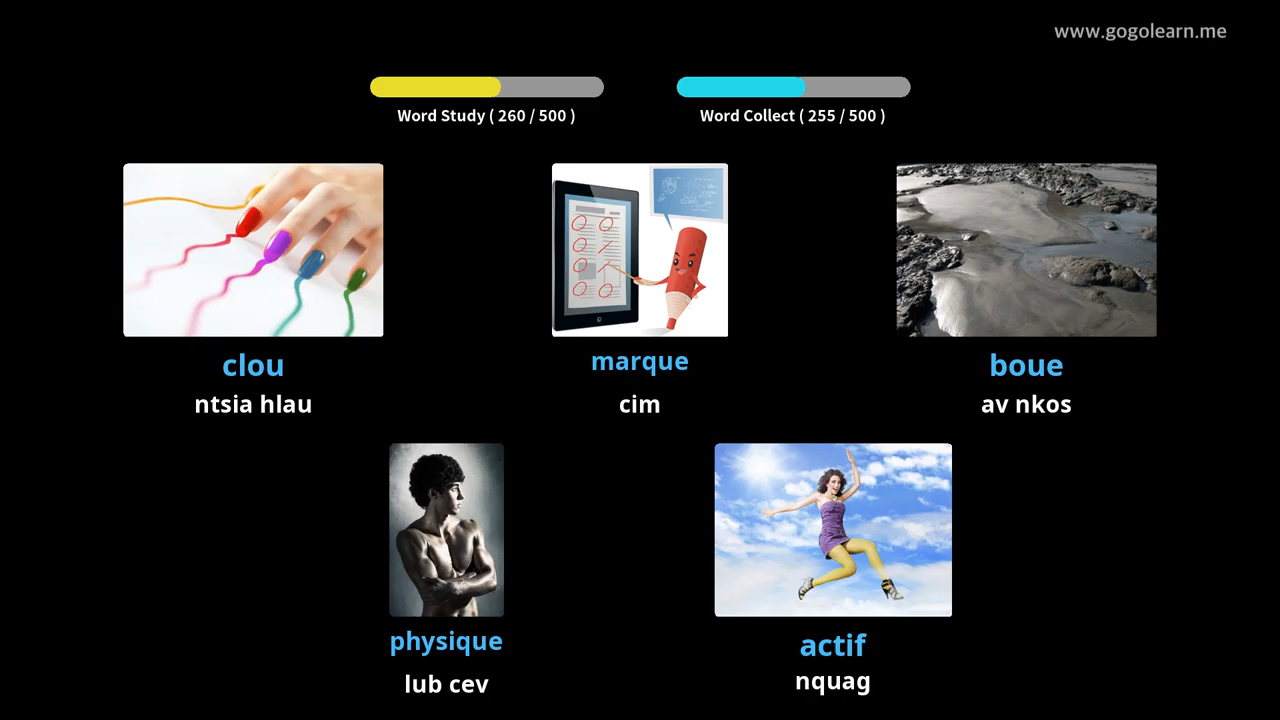 www.gogolearn.me
Word Study ( 260 / 500 )
Word Collect ( 255 / 500 )
clou
ntsia hlau
marque
cim
boue
av nkos
physique
lub cev
actif
nquag